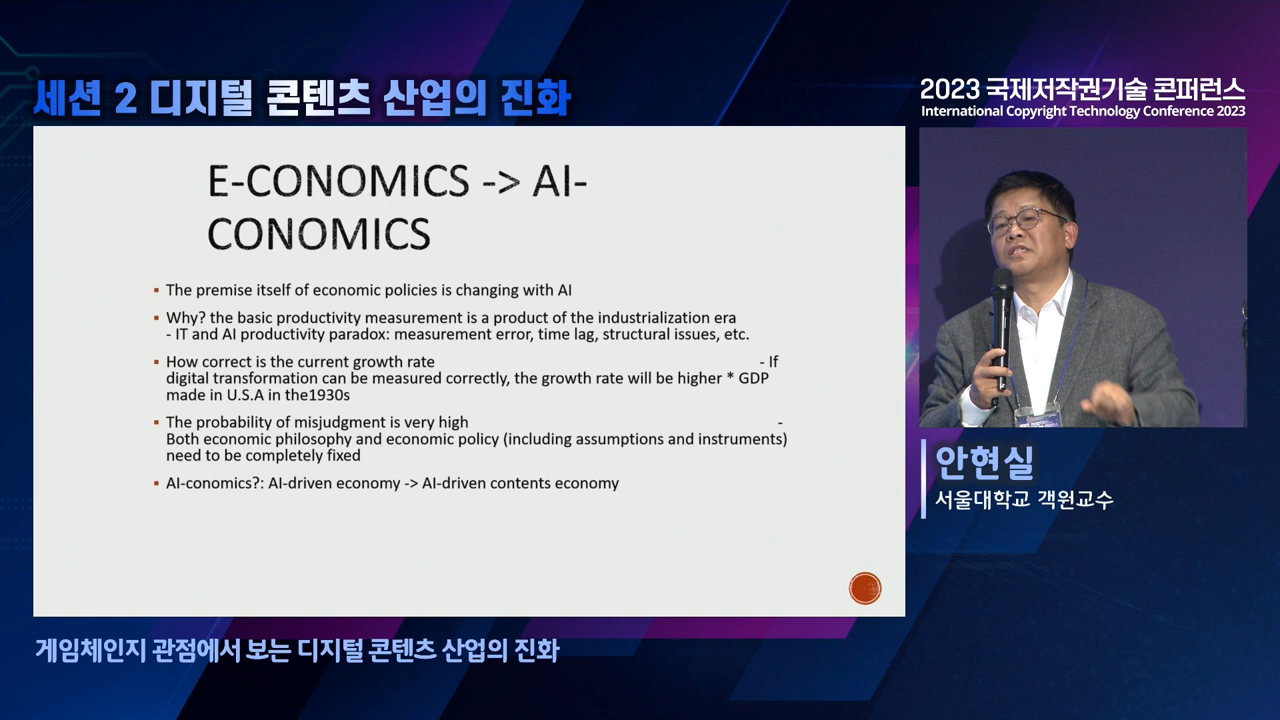 세션 2 디지털 콘텐츠 산업의 진화
2023 국제저작권기술 콘퍼런스
International Copyright Technology Conference 2023
E-CONOMICS -> AI-
CONOMICS
▪ The premise itself of economic policies is changing with AI
▪ Why? the basic productivity measurement is a product of the industrialization era
- IT and AI productivity paradox: measurement error, time lag, structural issues, etc.
▪ How correct is the current growth rate - If
digital transformation can be measured correctly, the growth rate will be higher * GDP
made in U.S.A in the1930s
▪ The probability of misjudgment is very high -
Both economic philosophy and economic policy (including assumptions and instruments)
need to be completely fixed
▪ AI-conomics?: AI-driven economy -> AI-driven contents economy
안현실
서울대학교 객원교수
게임체인지 관점에서 보는 디지털 콘텐츠 산업의 진화